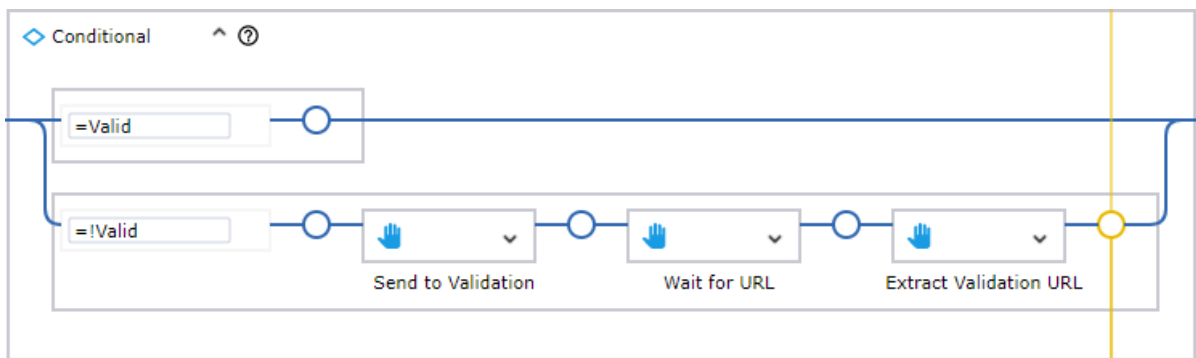 Conditional
=Valid
=!Valid
Send to Validation
Wait for URL
Extract Validation URL